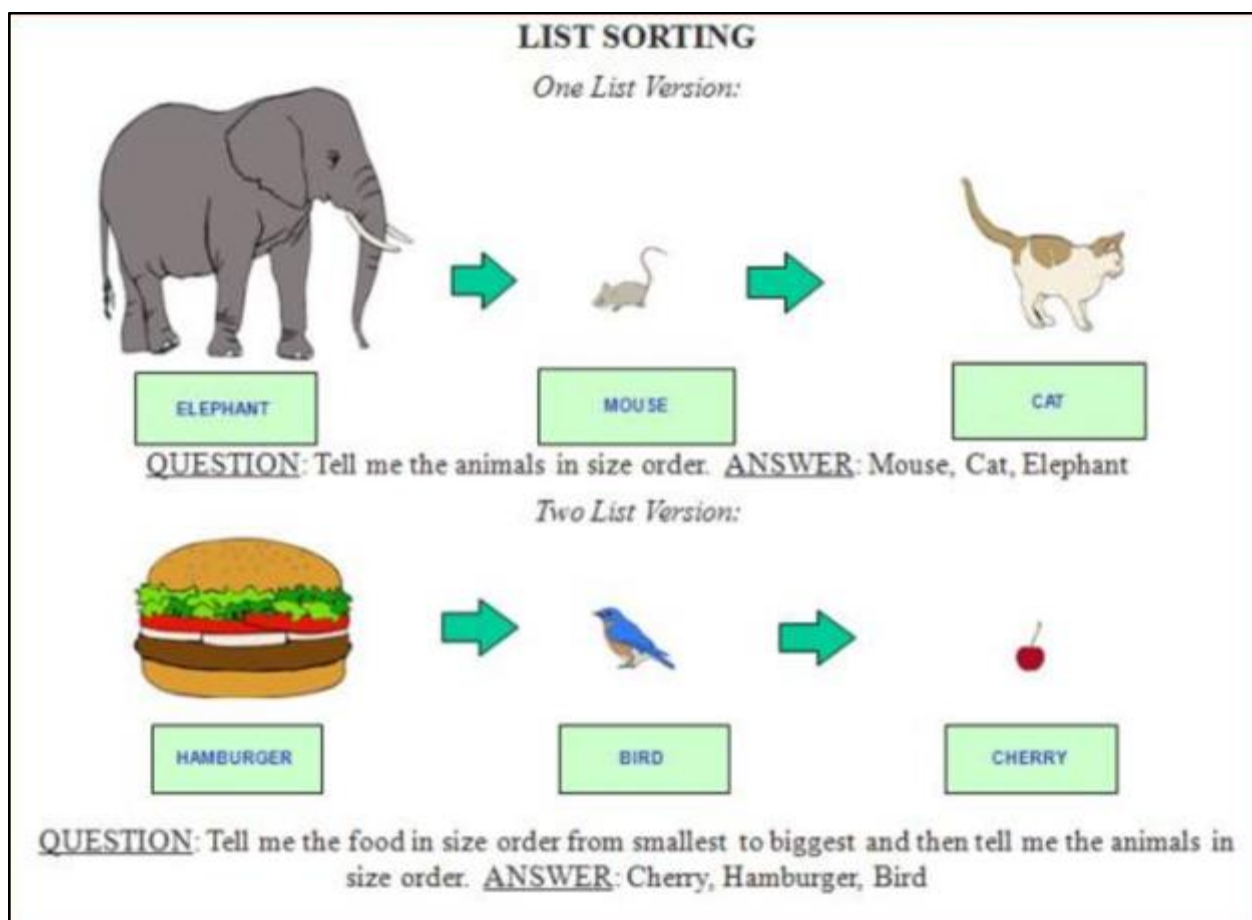 LIST SORTING
One List Version:
ELEPHANT
MOUSE
CAT
QUESTION: Tell me the animals in size order. ANSWER: Mouse, Cat, Elephant
Two List Version:
HAMBURGER
BIRD
CHERRY
QUESTION: Tell me the food in size order from smallest to biggest and then tell me the animals in
size order. ANSWER: Cherry, Hamburger, Bird